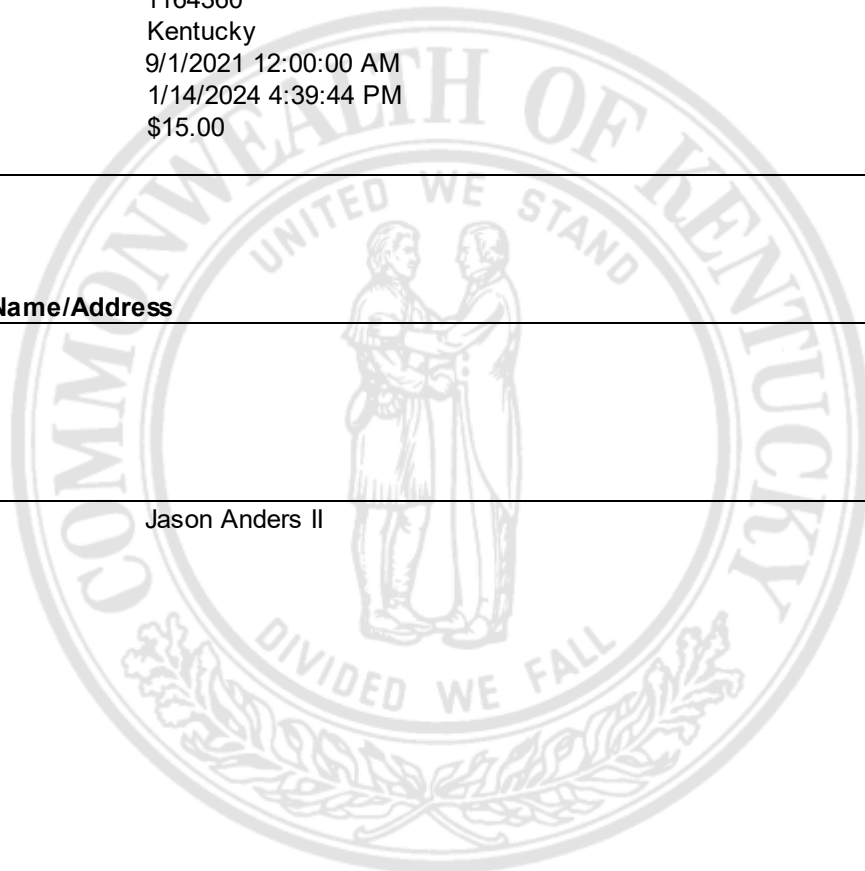 1164360
Kentucky
9/1/2021 12:00:00 AM
1/14/2024 4:39:44 PM
$15.00
COMMONWEALTH OF KENTUCKY
UNITED WE STAND
Name/Address
Jason Anders II
DIVIDED WE FALL